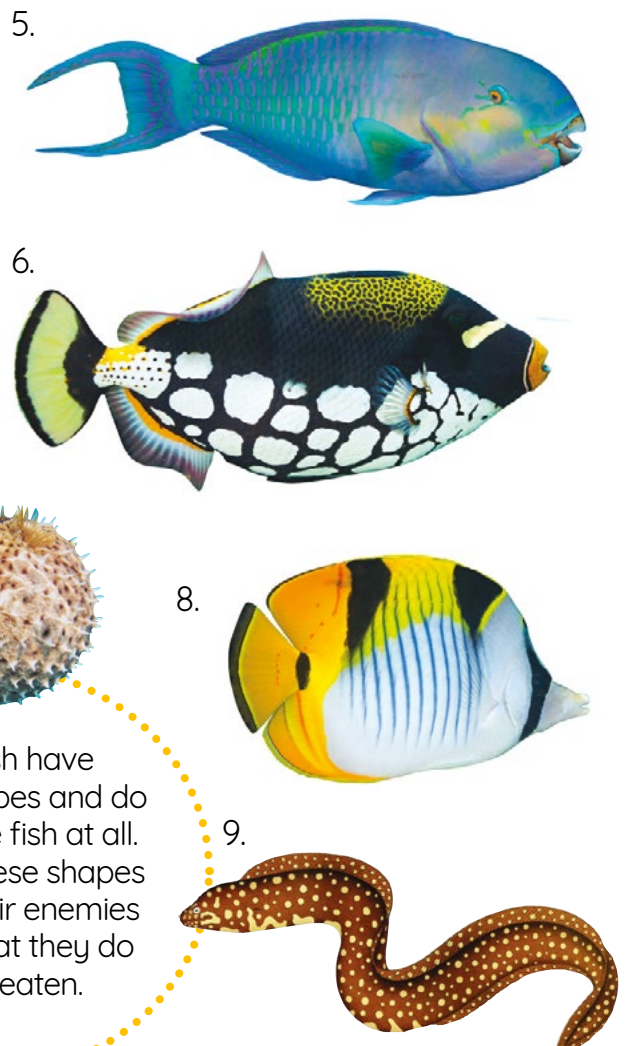 5.
6.
8.
sh have
pes and do
e fish at all.
ese shapes
ir enemies
at they do
eaten.
9.